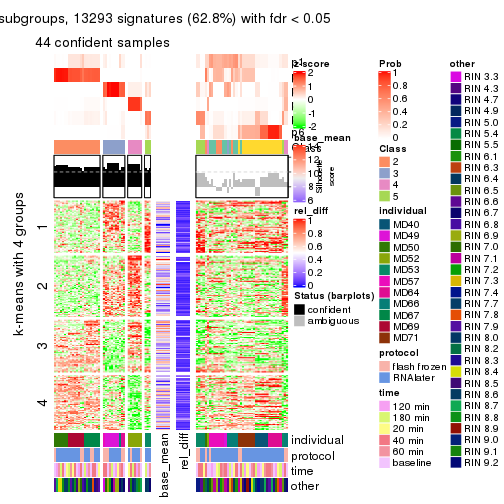 subgroups, 13293 signatures (62.8%) with fdr < 0.05
44 confident samples
k-means with 4 groups
1
2
3
4
p1
p6
z-score
2
1
0
-1
-2
base_mean
14
12
10
8
6
Silhouette
score
rel_diff
1
0.8
0.6
0.4
0.2
0
Status (barplots)
confident
ambiguous
individual
protocol
time
other
base_mean
rel_diff
Prob
1
0.8
0.6
0.4
0.2
0
Class
2
3
4
5
individual
MD40
MD49
MD50
MD52
MD53
MD57
MD64
MD66
MD67
MD69
MD71
protocol
flash frozen
RNAlater
time
120 min
180 min
20 min
40 min
60 min
baseline
other
RIN 3.3
RIN 4.3
RIN 4.7
RIN 4.9
RIN 5.0
RIN 5.4
RIN 5.5
RIN 6.1
RIN 6.3
RIN 6.4
RIN 6.5
RIN 6.6
RIN 6.7
RIN 6.8
RIN 6.9
RIN 7.0
RIN 7.1
RIN 7.2
RIN 7.3
RIN 7.4
RIN 7.7
RIN 7.8
RIN 7.9
RIN 8.0
RIN 8.2
RIN 8.3
RIN 8.4
RIN 8.5
RIN 8.6
RIN 8.7
RIN 8.8
RIN 8.9
RIN 9.0
RIN 9.1
RIN 9.2